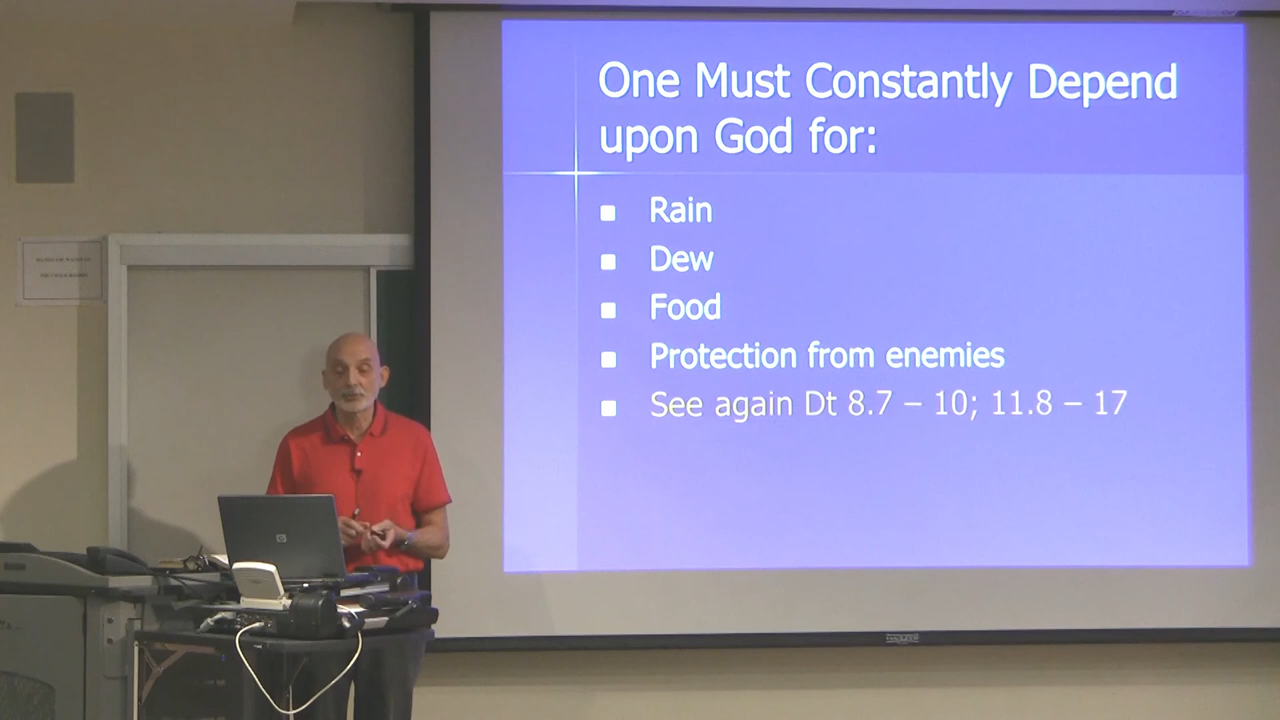 One Must Constantly Depend
upon God for:
Rain
Dew
Food
Protection from enemies
See again Dt 8.7 – 10; 11.8 – 17
hp